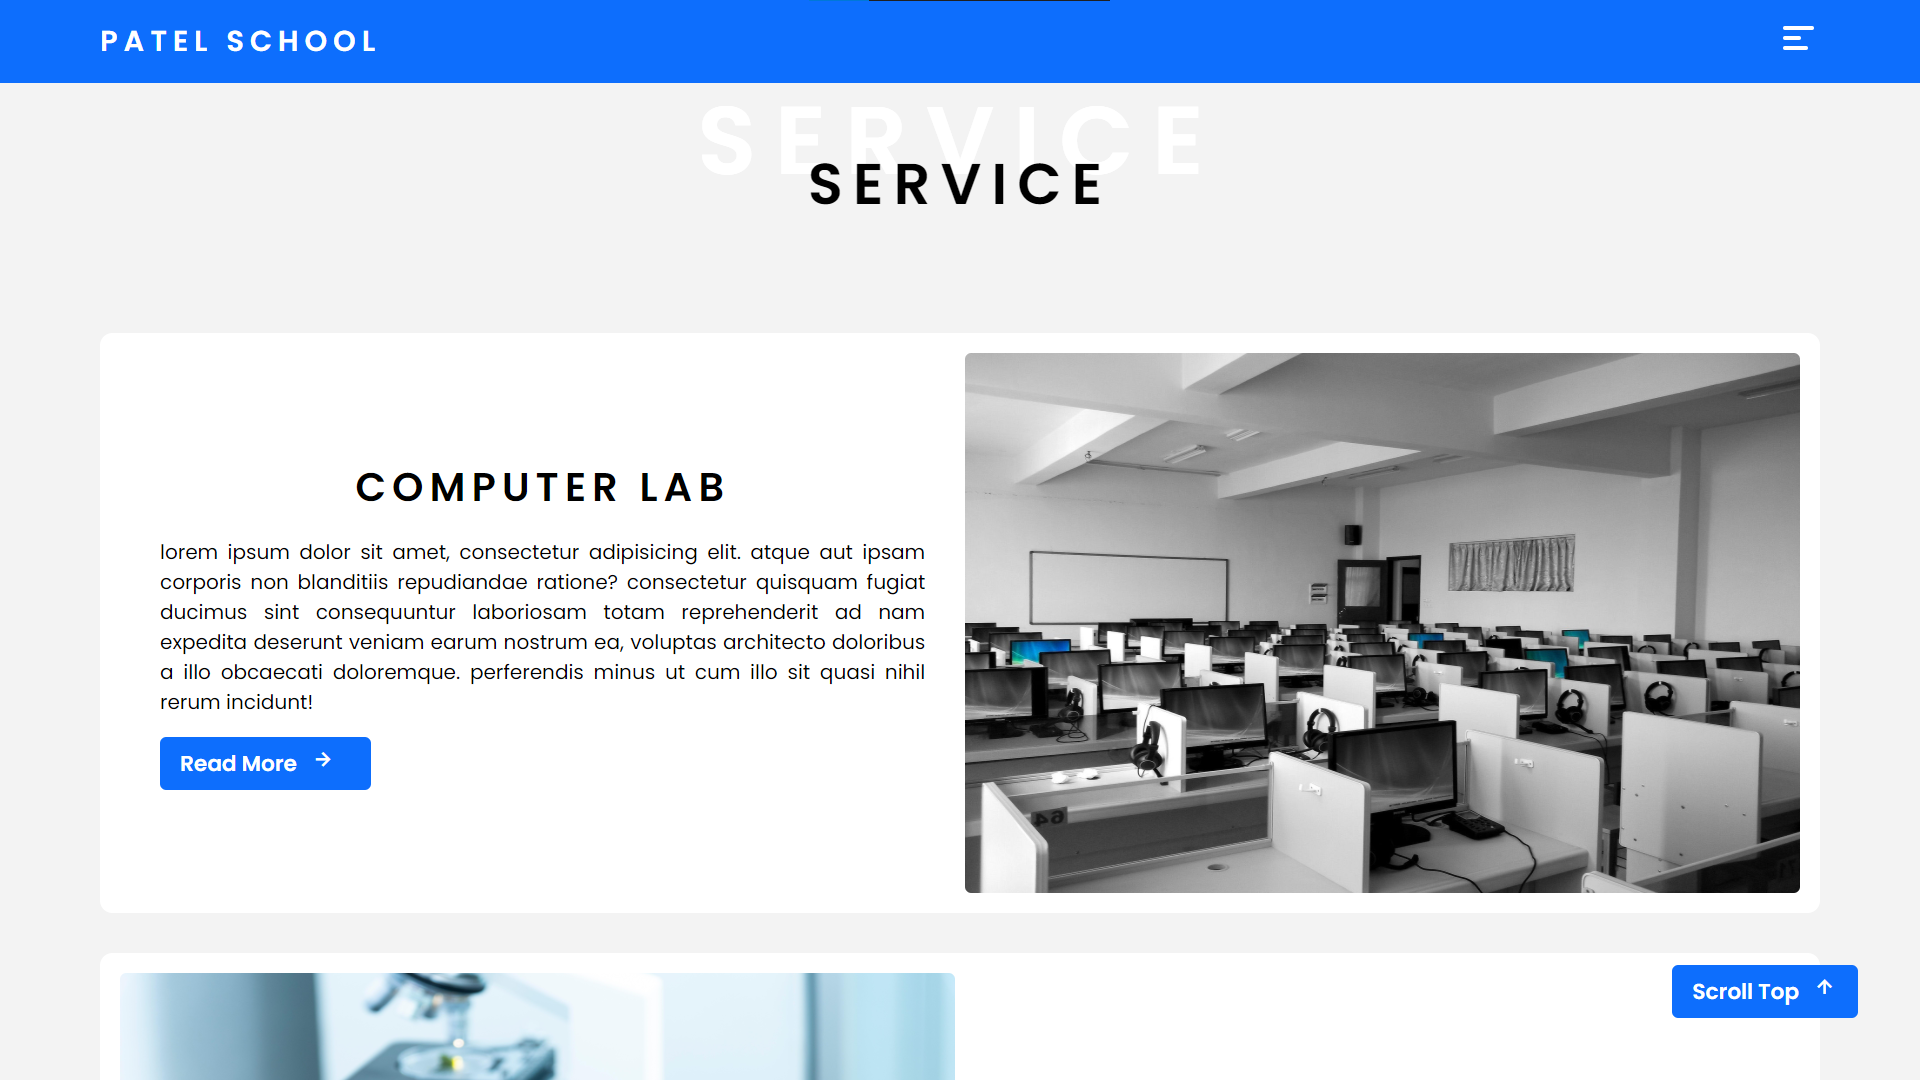 PATEL SCHOOL
SERVICE
SERVICE
COMPUTER LAB
lorem ipsum dolor sit amet, consectetur adipisicing elit. atque aut ipsam
corporis non blanditiis repudiandae ratione? consectetur quisquam fugiat
ducimus sint consequuntur laboriosam totam reprehenderit ad nam
expedita deserunt veniam earum nostrum ea, voluptas architecto doloribus
a illo obcaecati doloremque. perferendis minus ut cum illo sit quasi nihil
rerum incidunt!
Read More
64
Scroll Top